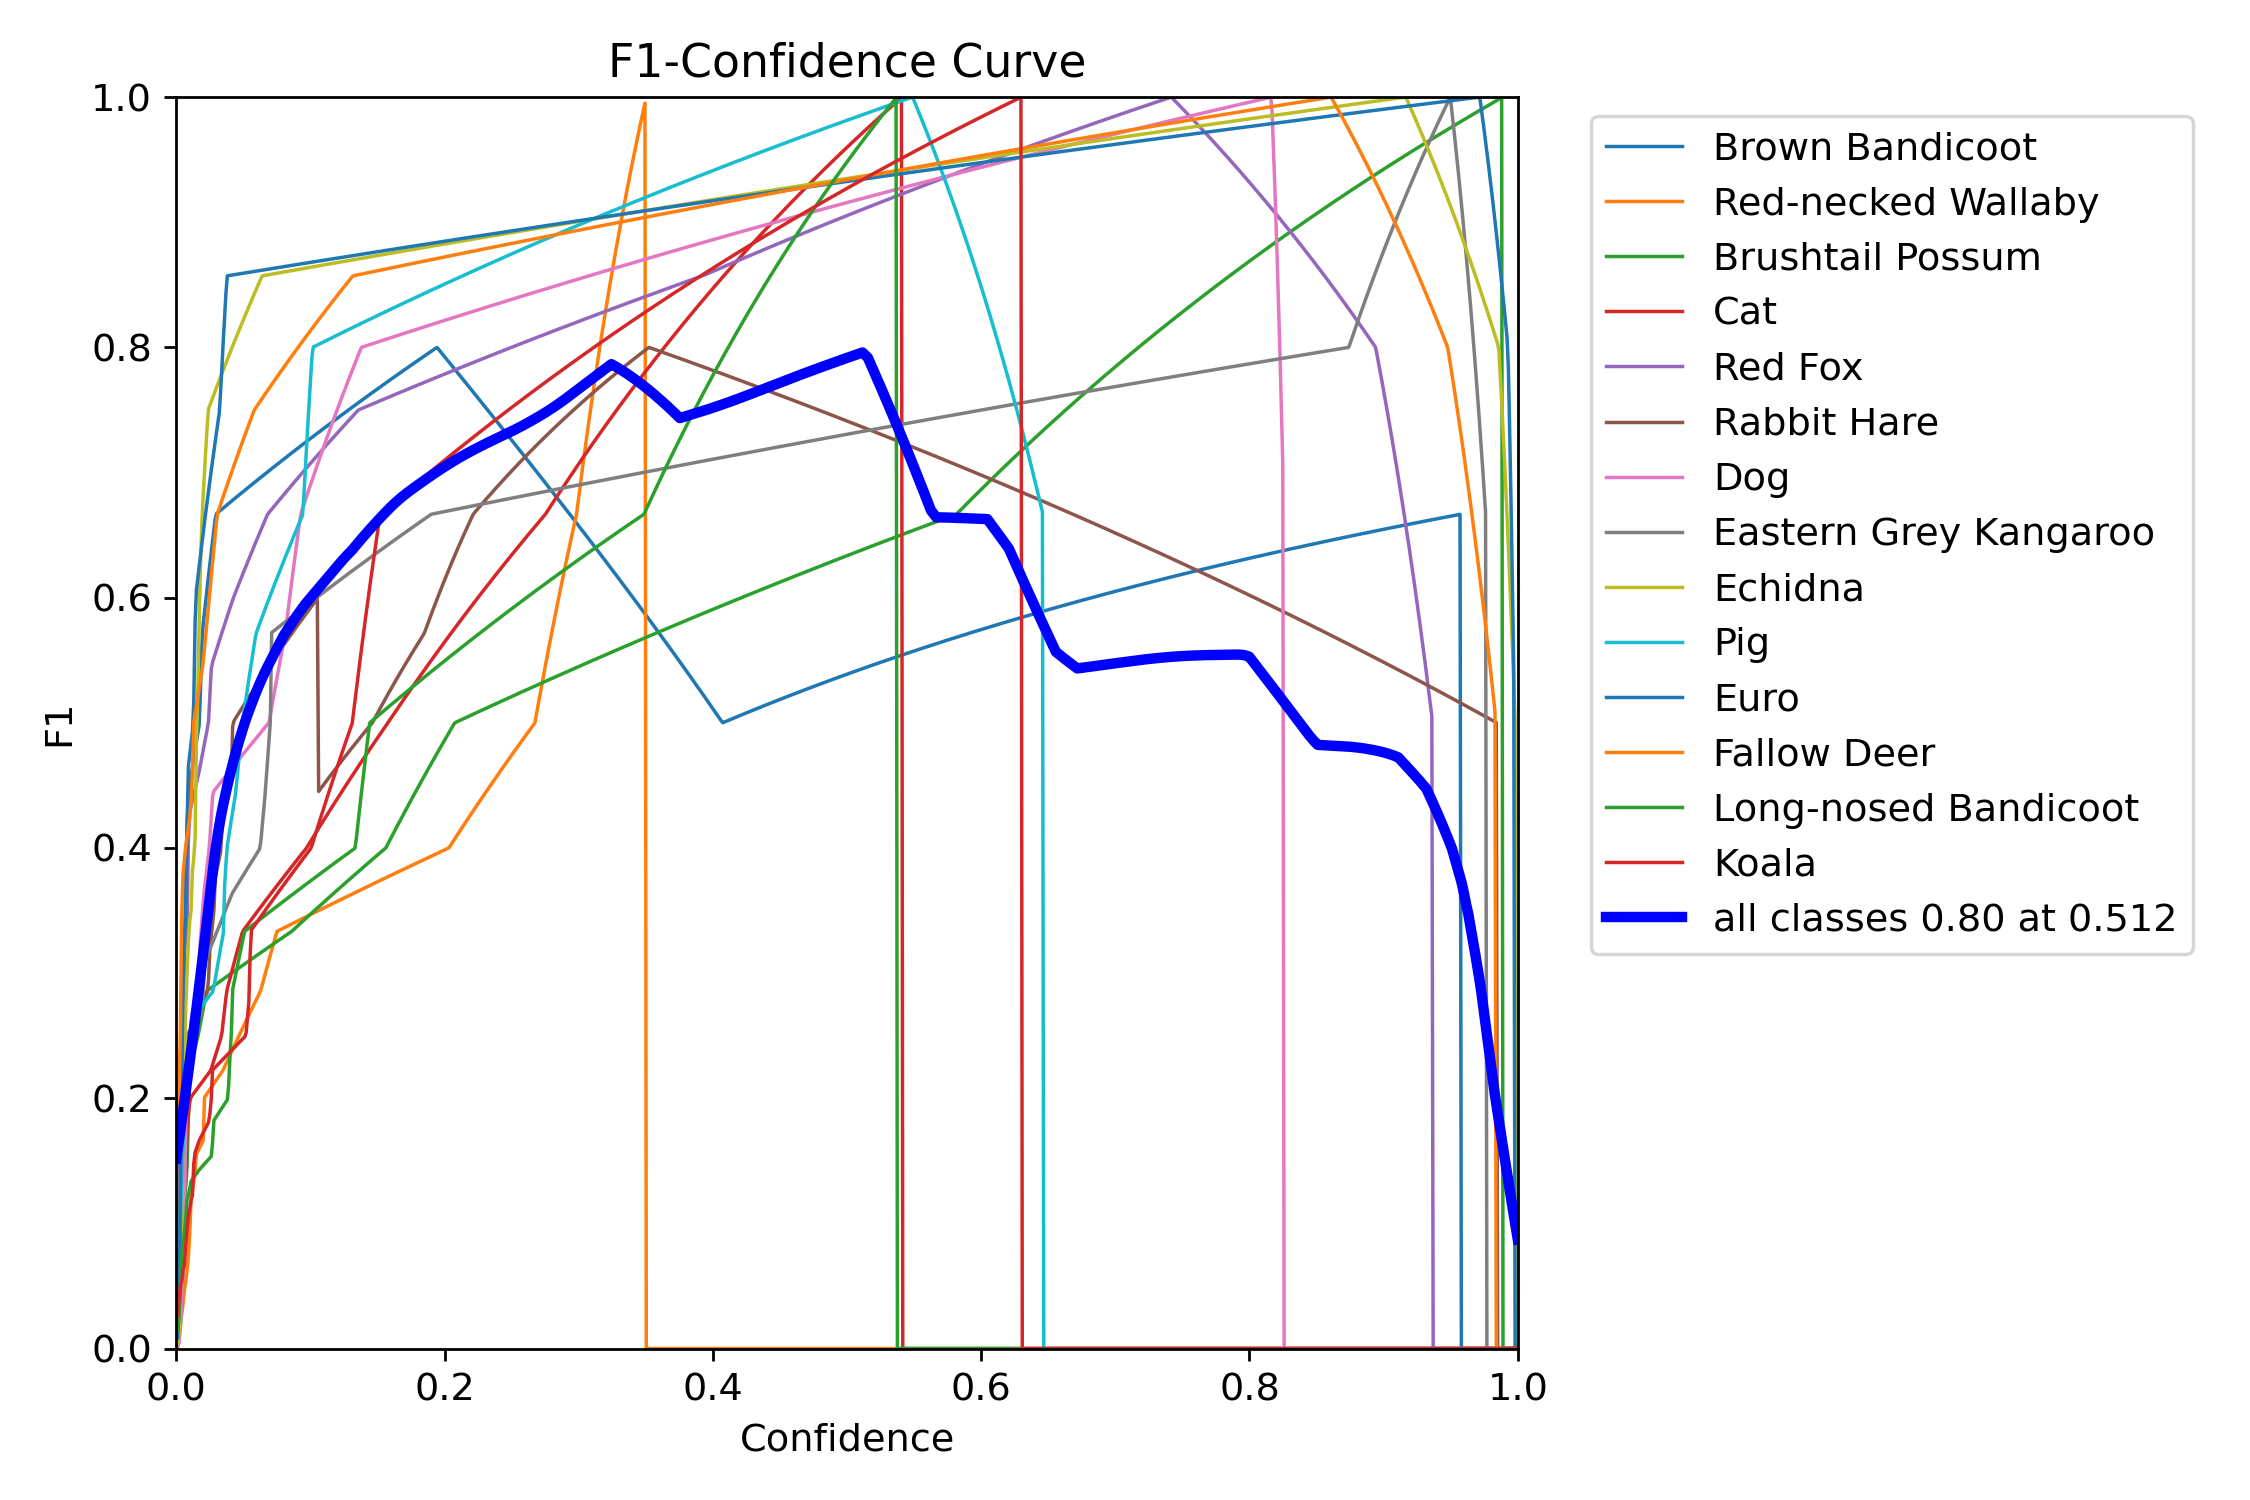 F1-Confidence Curve
1.0
0.8
0.6
0.4
0.2
0.0
F1
0.0 0.2 0.4 0.6 0.8 1.0
Confidence
Brown Bandicoot
Red-necked Wallaby
Brushtail Possum
Cat
Red Fox
Rabbit Hare
Dog
Eastern Grey Kangaroo
Echidna
Pig
Euro
Fallow Deer
Long-nosed Bandicoot
Koala
all classes 0.80 at 0.512